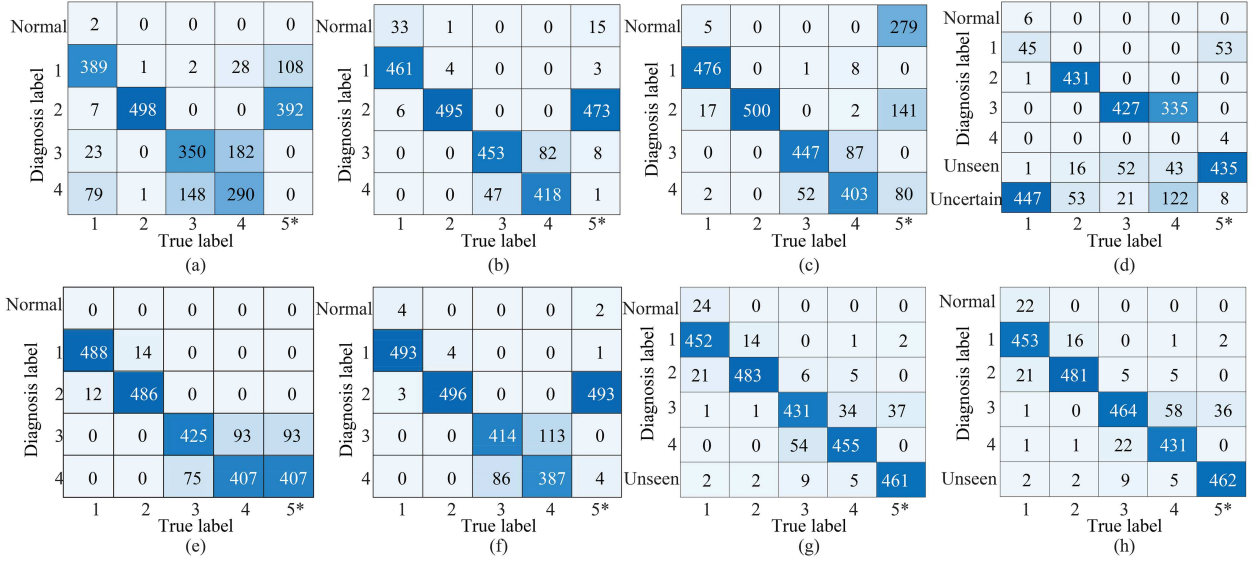 Diagnosis label
Normal 2 0 0 0 0
1 389 1 2 28 108
2 7 498 0 0 392
3 23 0 350 182 0
4 79 1 148 290 0
1 2 3 4 5*
True label
(a)
Diagnosis label
Normal 33 1 0 0 15
1 461 4 0 0 3
2 6 495 0 0 473
3 0 0 453 82 8
4 0 0 47 418 1
1 2 3 4 5*
True label
(b)
Diagnosis label
Normal 5 0 0 0 279
1 476 0 1 8 0
2 17 500 0 2 141
3 0 0 447 87 0
4 2 0 52 403 80
1 2 3 4 5*
True label
(c)
Diagnosis label
Normal 6 0 0 0 0
1 45 0 0 0 53
2 1 431 0 0 0
3 0 0 427 335 0
4 0 0 0 0 4
Unseen 1 16 52 43 435
Uncertain 447 53 21 122 8
1 2 3 4 5*
True label
(d)
Diagnosis label
Normal 0 0 0 0 0
1 488 14 0 0 0
2 12 486 0 0 0
3 0 0 425 93 93
4 0 0 75 407 407
1 2 3 4 5*
True label
(e)
Diagnosis label
Normal 4 0 0 0 2
1 493 4 0 0 1
2 3 496 0 0 493
3 0 0 414 113 0
4 0 0 86 387 4
1 2 3 4 5*
True label
(f)
Diagnosis label
Normal 24 0 0 0 0
1 452 14 0 1 2
2 21 483 6 5 0
3 1 1 431 34 37
4 0 0 54 455 0
Unseen 2 2 9 5 461
1 2 3 4 5*
True label
(g)
Diagnosis label
Normal 22 0 0 0 0
1 453 16 0 1 2
2 21 481 5 5 0
3 1 0 464 58 36
4 1 1 22 431 0
Unseen 2 2 9 5 462
1 2 3 4 5*
True label
(h)